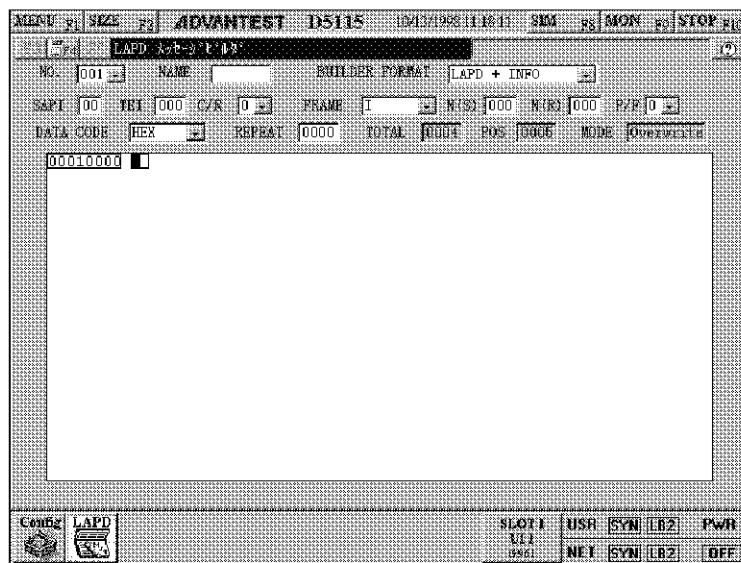 MENU F1 SIZE F2 ADVANTEST D5115 10/13/1998 11:18:11 SIM F8 MON F9 STOP F10
LAPD メッセージビルダ
NO. 001 NAME BUILDER FORMAT LAPD + INFO
SAPI 00 TEI 000 C/R 0 FRAME I N(S) 000 N(R) 000 P/F 0
DATA CODE HEX REPEAT 0000 TOTAL 0004 POS 0005 MODE Overwrite
00010000
Config LAPD SLOT1 USR SYN LB2 PWR
NET SYN LB2 OFF